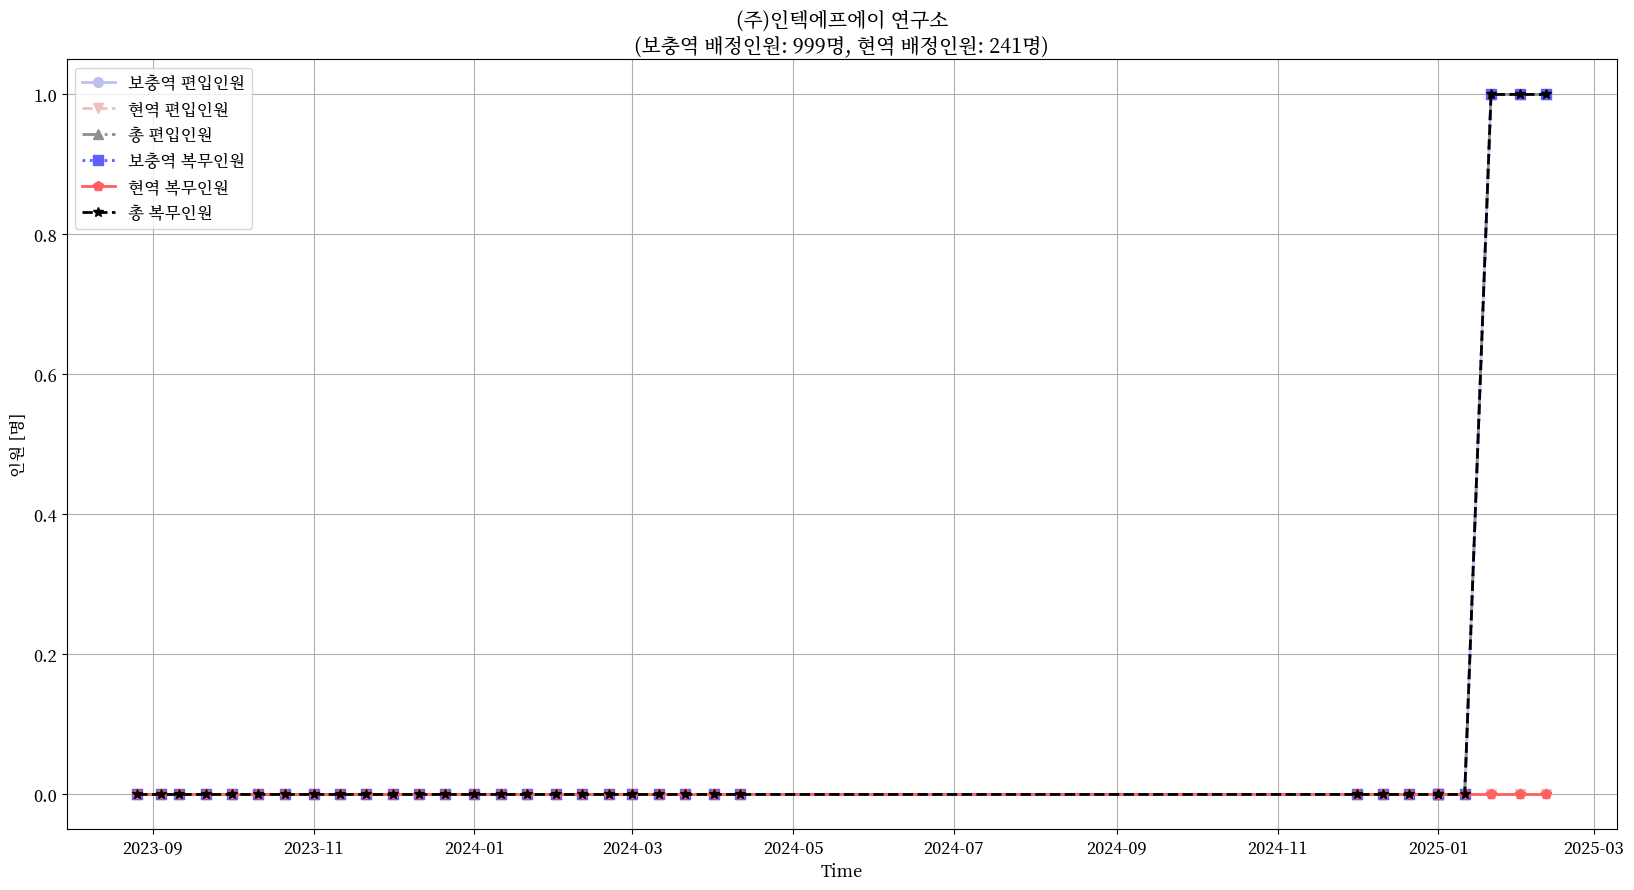 (주)인텍에프에이 연구소
(보충역 배정인원: 999명, 현역 배정인원: 241명)
보충역 편입인원
현역 편입인원
총 편입인원
보충역 복무인원
현역 복무인원
총 복무인원
1.0
0.8
0.6
0.4
0.2
0.0
인원 [명]
2023-09 2023-11 2024-01 2024-03 2024-05 2024-07 2024-09 2024-11 2025-01 2025-03
Time